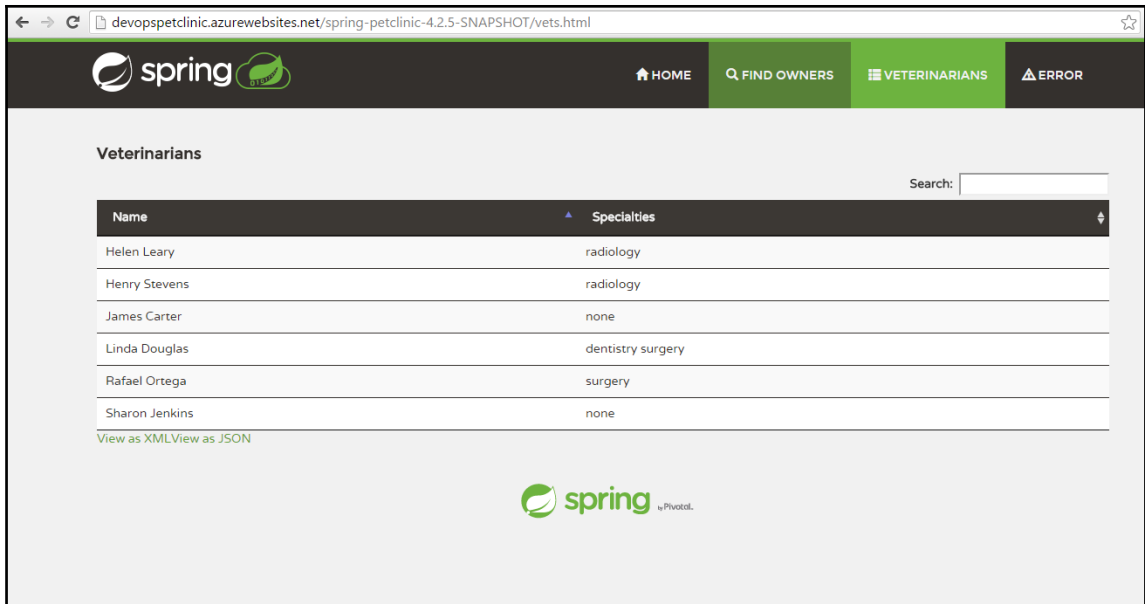 devopspetclinic.azurewebsites.net/spring-petclinic-4.2.5-SNAPSHOT/vets.html
spring HOME FIND OWNERS VETERINARIANS ERROR
Veterinarians
Search:
Name Specialties
Helen Leary radiology
Henry Stevens radiology
James Carter none
Linda Douglas dentistry surgery
Rafael Ortega surgery
Sharon Jenkins none
View as XMLView as JSON
spring by Pivotal.